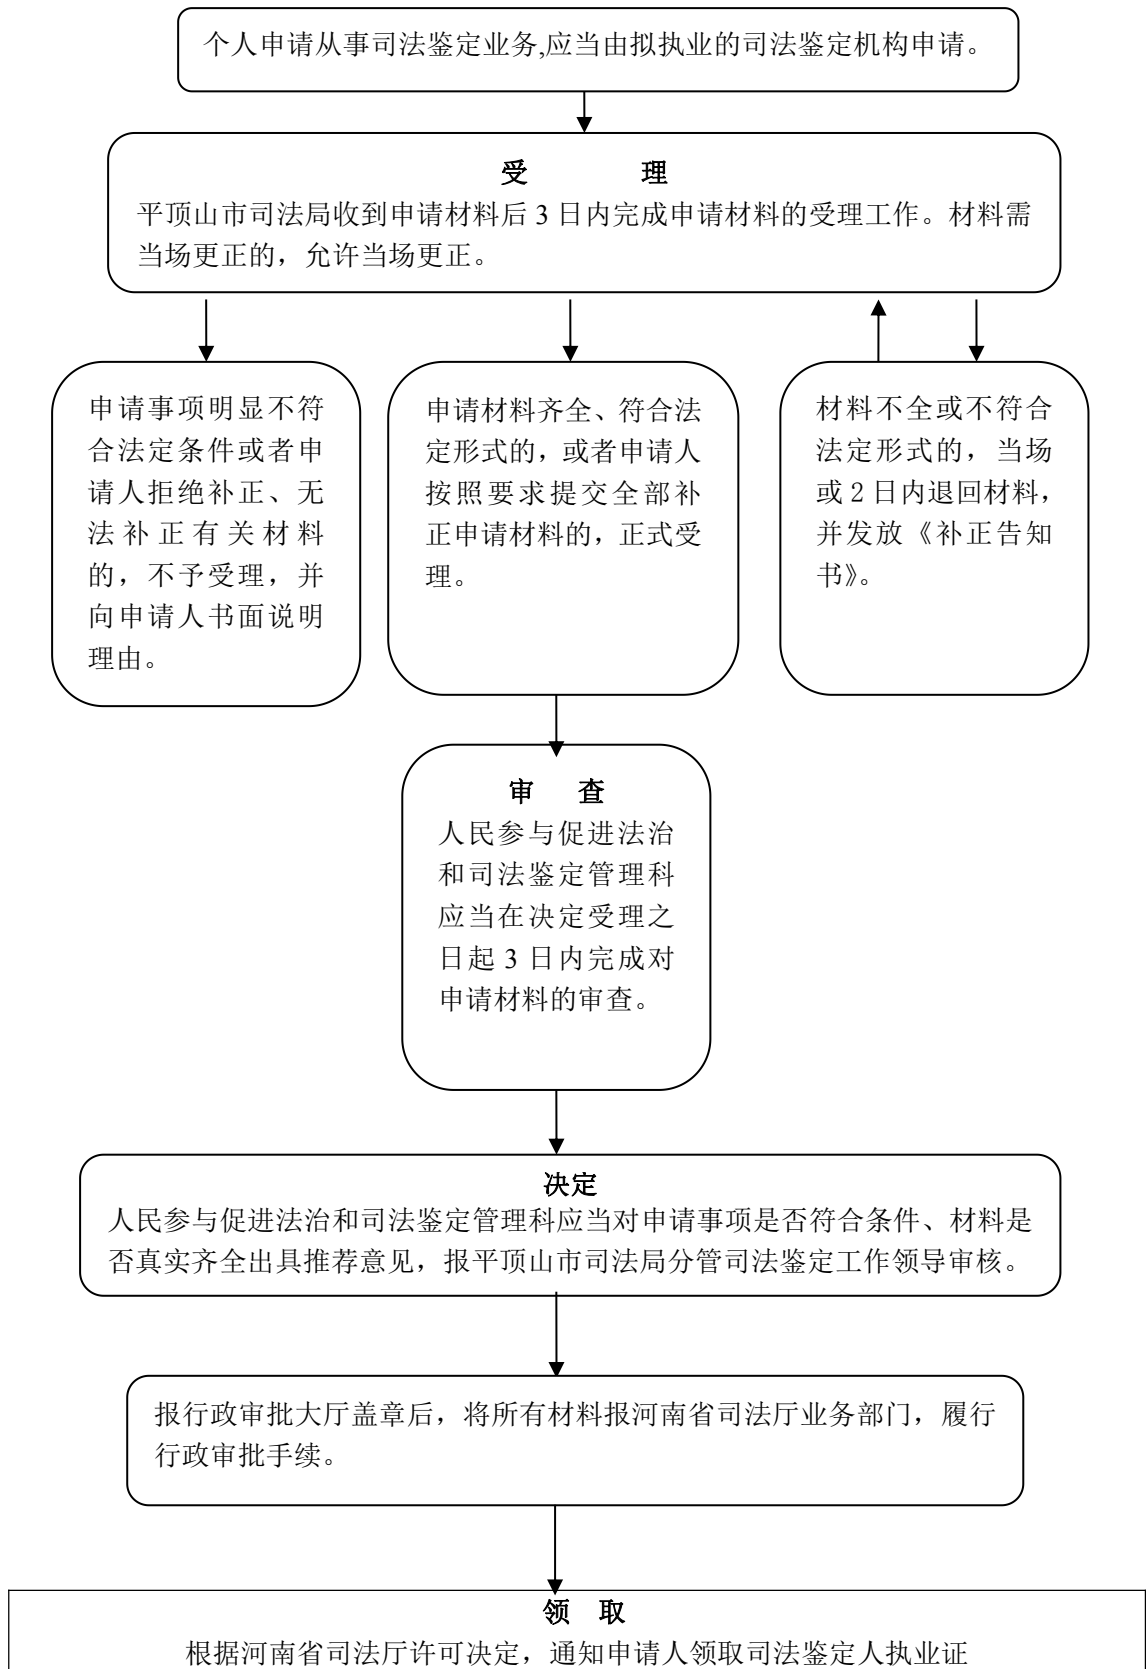 个人申请从事司法鉴定业务,应当由拟执业的司法鉴定机构申请。
受 理
平顶山市司法局收到申请材料后 3 日内完成申请材料的受理工作。材料需
当场更正的，允许当场更正。
申请事项明显不符
合法定条件或者申
请人拒绝补正、无
法补正有关材料
的，不予受理，并
向申请人书面说明
理由。
申请材料齐全、符合法
定形式的，或者申请人
按照要求提交全部补
正申请材料的，正式受
理。
材料不全或不符合
法定形式的，当场
或 2 日内退回材料，
并发放《补正告知
书》。
审 查
人民参与促进法治
和司法鉴定管理科
应当在决定受理之
日起 3 日内完成对
申请材料的审查。
决定
人民参与促进法治和司法鉴定管理科应当对申请事项是否符合条件、材料是
否真实齐全出具推荐意见，报平顶山市司法局分管司法鉴定工作领导审核。
报行政审批大厅盖章后，将所有材料报河南省司法厅业务部门，履行
行政审批手续。
领 取
根据河南省司法厅许可决定，通知申请人领取司法鉴定人执业证